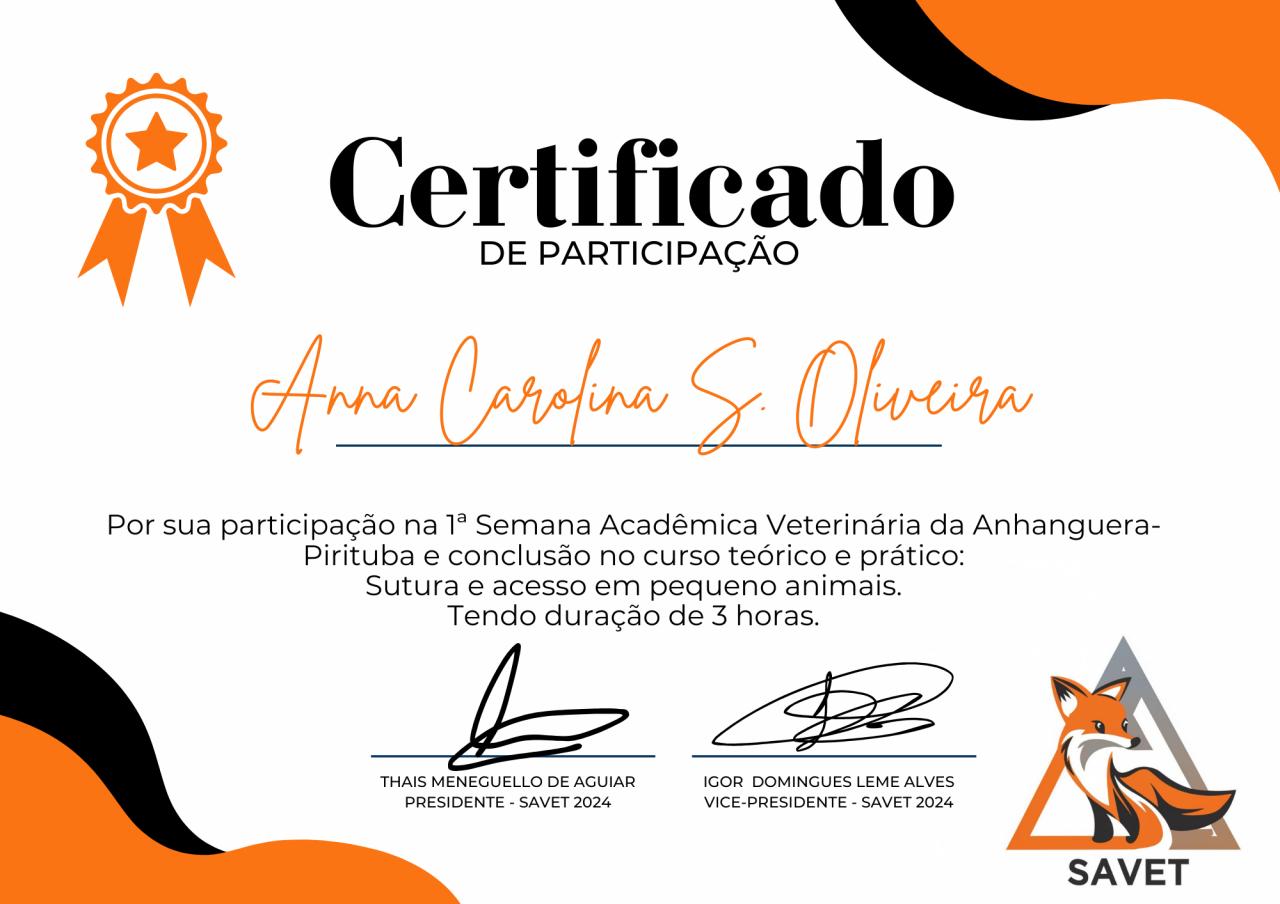 Certificado
DE PARTICIPAÇÃO
Anna Carolina S. Oliveira
Por sua participação na 1ª Semana Acadêmica Veterinária da Anhanguera-
Pirituba e conclusão no curso teórico e prático:
Sutura e acesso em pequeno animais.
Tendo duração de 3 horas.
THAIS MENEGUELLO DE AGUIAR
PRESIDENTE - SAVET 2024
IGOR DOMINGUES LEME ALVES
VICE-PRESIDENTE - SAVET 2024
SAVET